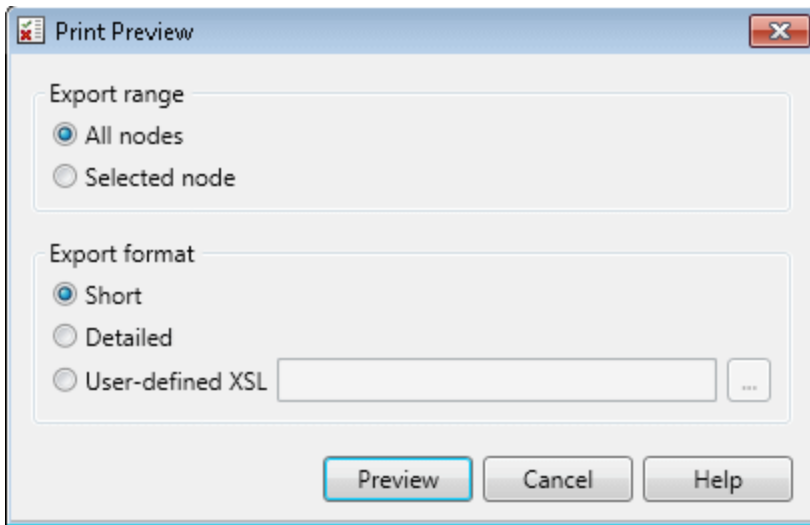 Print Preview
Export range
All nodes
Selected node
Export format
Short
Detailed
User-defined XSL ...
Preview Cancel Help